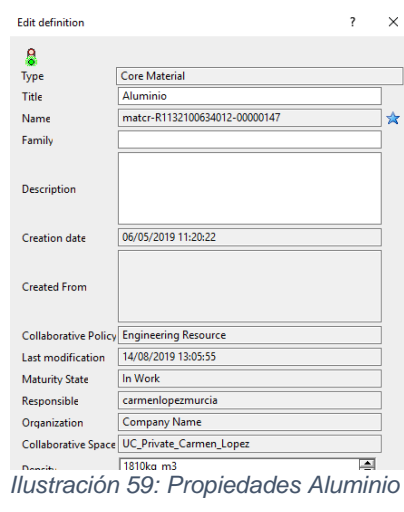 Edit definition ? ×
Type Core Material
Title Aluminio
Name matcr-R1132100634012-00000147
Family
Description
Creation date 06/05/2019 11:20:22
Created From
Collaborative Policy Engineering Resource
Last modification 14/08/2019 13:05:55
Maturity State In Work
Responsible carmenlopezmurcia
Organization Company Name
Collaborative Space UC_Private_Carmen_Lopez
Density 1810kg_m3
Ilustración 59: Propiedades Aluminio